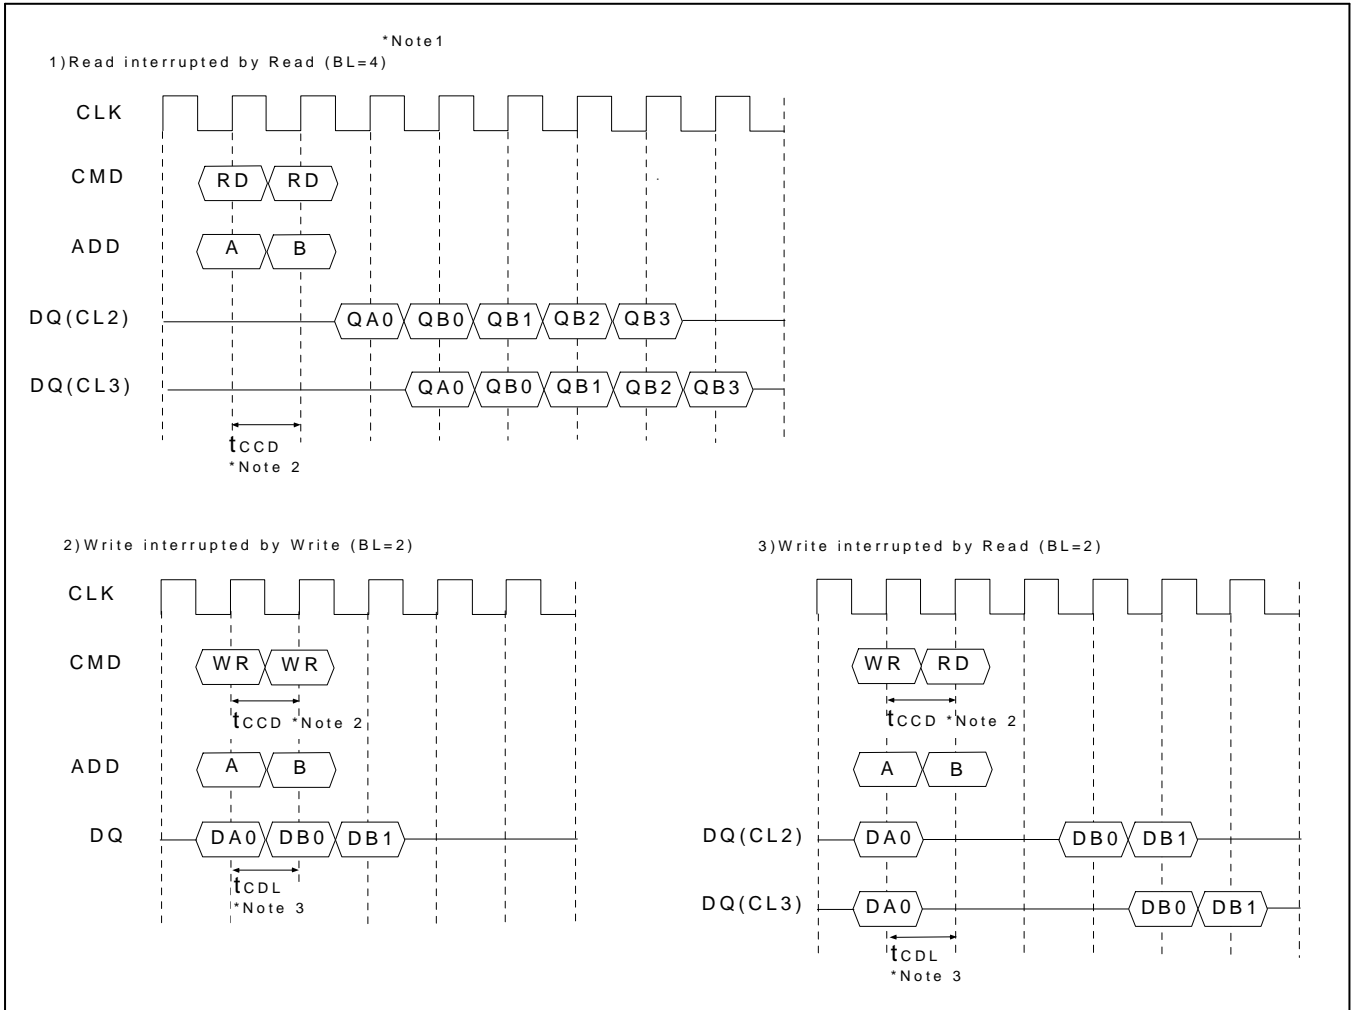 *Note1
1)Read interrupted by Read (BL=4)
CLK
CMD RD RD
ADD A B
DQ(CL2) QA0 QB0 QB1 QB2 QB3
DQ(CL3) QA0 QB0 QB1 QB2 QB3
tCCD
*Note 2
2)Write interrupted by Write (BL=2)
CLK
CMD WR WR
tCCD *Note 2
ADD A B
DQ DA0 DB0 DB1
tCDL
*Note 3
3)Write interrupted by Read (BL=2)
WR RD
tCCD *Note 2
A B
DQ(CL2) DA0 DB0 DB1
DQ(CL3) DA0 DB0 DB1
tCDL
*Note 3